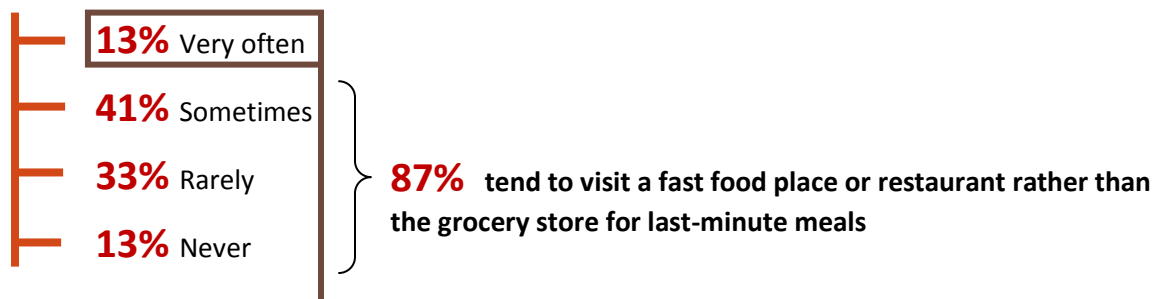 13% Very often
41% Sometimes
33% Rarely
13% Never
87% tend to visit a fast food place or restaurant rather than
the grocery store for last-minute meals